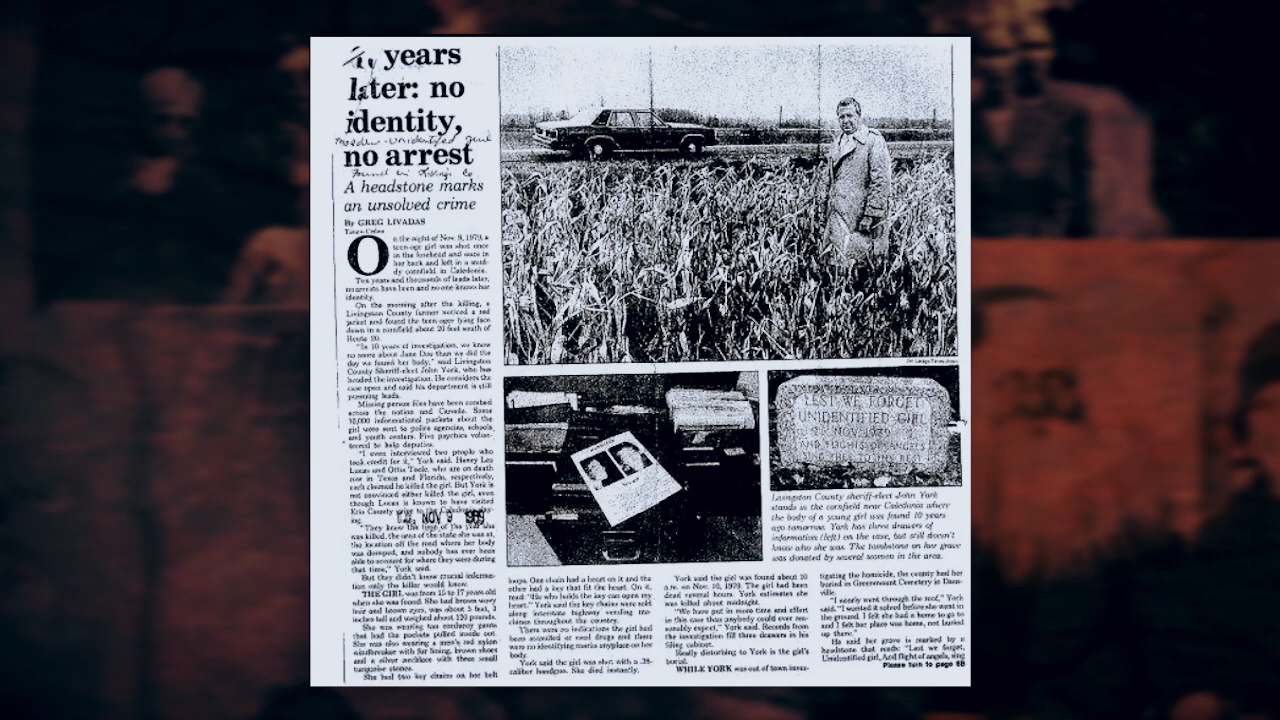 years
later: no
identity,
no arrest
A headstone marks
an unsolved crime
By GREG LIVADAS
Times-Union
On the night of Nov. 9, 1979, a
teen-age girl was shot once
in the forehead and once in
her back and left in a mud-
dy cornfield in Caledonia.
Ten years and thousands of leads later,
no arrests have been and no one knows her
identity.
On the morning after the killing, a
Livingston County farmer noticed a red
jacket and found the teen-ager lying face
down in a cornfield about 20 feet south of
Route 20.
"In 10 years of investigation, we know
no more about Jane Doe than we did the
day we found her body," said Livingston
County Sheriff-elect John York, who has
headed the investigation. He considers the
case open and said his department is still
pursuing leads.
Missing person files have been combed
across the nation and Canada. Some
10,000 informational packets about the
girl were sent to police agencies, schools
and youth centers. Five psychics volun-
teered to help deputies.
"I even interviewed two people who
took credit for it," York said. Henry Lee
Lucas and Ottis Toole, who are on death
row in Texas and Florida, respectively,
each claimed he killed the girl. But York is
not convinced either killed the girl, even
though Lucas is known to have visited
Erie County prior to the Caledonia slay-
ing.
NOV 9 1989
"They knew the time of the year she
was killed, the area of the state she was at,
the location off the road where her body
was dumped, and nobody has ever been
able to account for where they were during
that time," York said.
But they didn't know crucial informa-
tion only the killer would know.
THE GIRL was from 15 to 17 years old
when she was found. She had brown wavy
hair and brown eyes, was about 5 feet, 3
inches tall and weighed about 120 pounds.
She was wearing tan corduroy pants
that had the pockets pulled inside out.
She was also wearing a men's red nylon
windbreaker with fur lining, brown shoes
and a silver necklace with three small
turquoise stones.
She had two key chains on her belt
loops. One chain had a heart on it and the
other had a key that fit the heart. On it,
read: "He who holds the key can open my
heart." York said the key chains were sold
along interstate highway vending ma-
chines throughout the country.
There were no indications the girl had
been assaulted or used drugs and there
were no identifying marks anyplace on her
body.
York said the girl was shot with a .38-
caliber handgun. She died instantly.
York said the girl was found about 10
a.m. on Nov. 10, 1979. The girl had been
dead several hours. York estimates she
was killed about midnight.
"We have put in more time and effort
in this case than anybody could ever rea-
sonably expect," York said. Records from
the investigation fill three drawers in his
filing cabinet.
Really disturbing to York is the girl's
burial.
WHILE YORK was out of town inves-
tigating the homicide, the county had her
buried in Greenmount Cemetery in Dans-
ville.
"I nearly went through the roof," York
said. "I wanted it solved before she went in
the ground. I felt she had a home to go to
and I felt her place was home, not buried
up there."
He said her grave is marked by a
headstone that reads: "Lest we forget,
Unidentified girl, And flight of angels, sing
Please turn to page 6B
LEST WE FORGET
UNIDENTIFIED GIRL
Livingston County sheriff-elect John York
stands in the cornfield near Caledonia where
the body of a young girl was found 10 years
ago tomorrow. York has three drawers of
information (left) on the case, but still doesn't
know who she was. The tombstone on her grave
was donated by several women in the area.